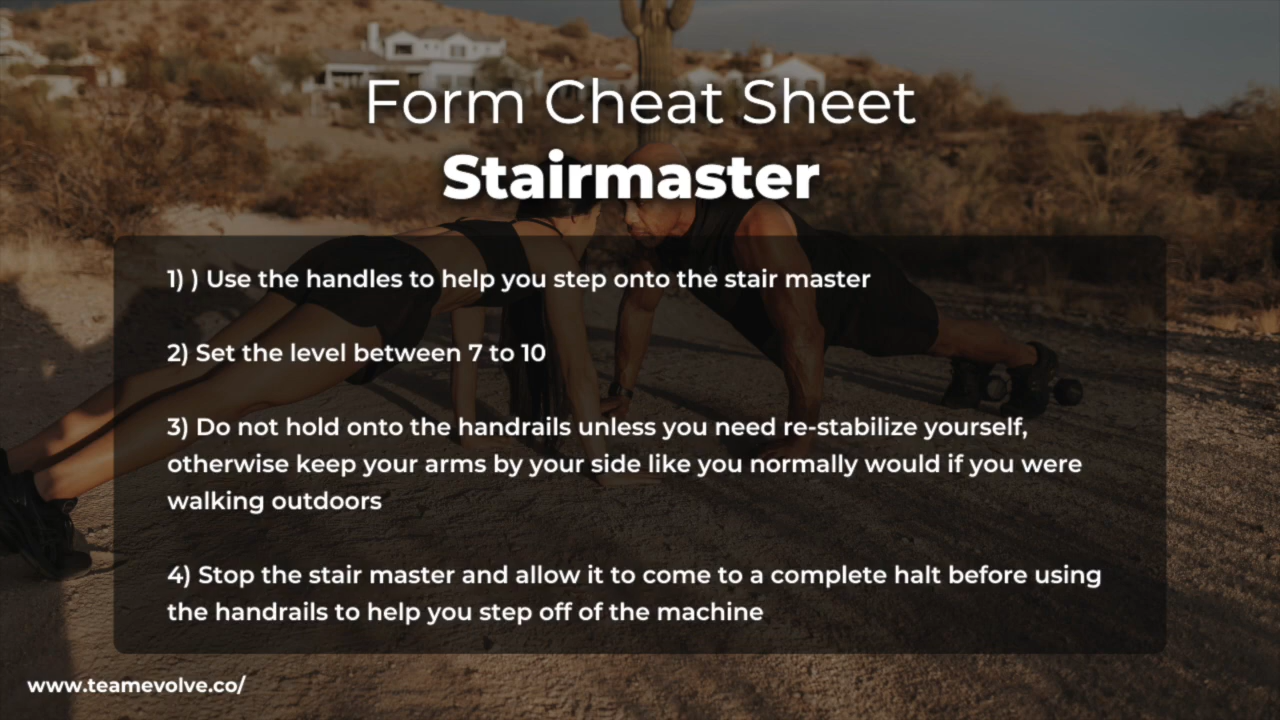 Form Cheat Sheet
Stairmaster
1) ) Use the handles to help you step onto the stair master
2) Set the level between 7 to 10
3) Do not hold onto the handrails unless you need re-stabilize yourself,
otherwise keep your arms by your side like you normally would if you were
walking outdoors
4) Stop the stair master and allow it to come to a complete halt before using
the handrails to help you step off of the machine
www.teamevolve.co/